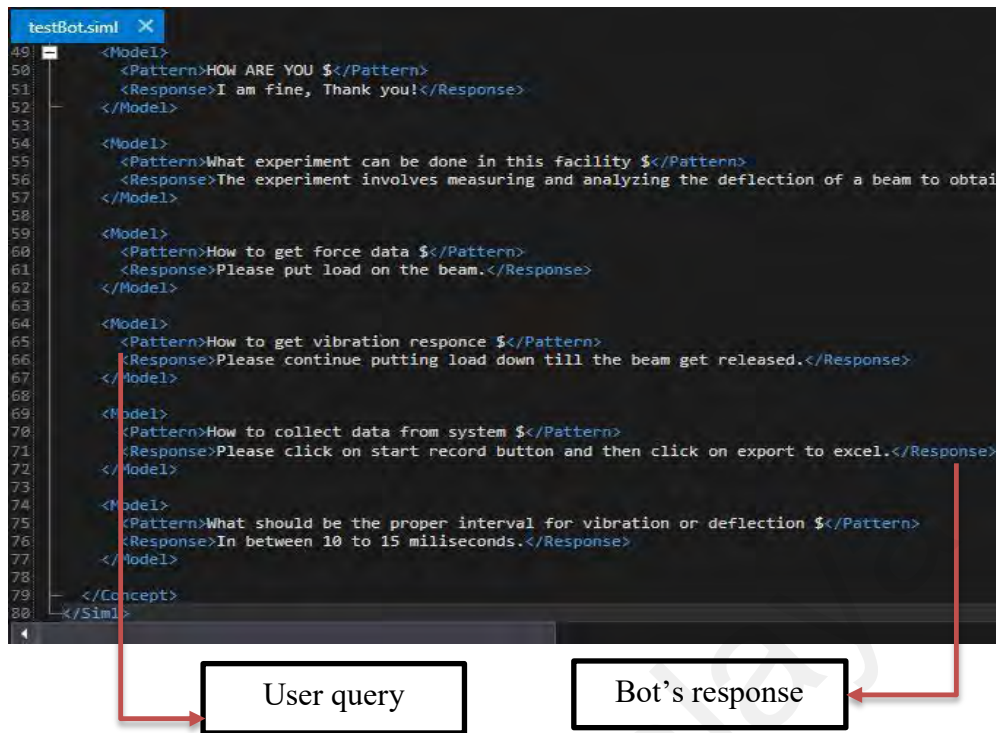 testBot.siml ×
49 <Model>
50 <Pattern>HOW ARE YOU $</Pattern>
51 <Response>I am fine, Thank you!</Response>
52 </Model>
53
54 <Model>
55 <Pattern>What experiment can be done in this facility $</Pattern>
56 <Response>The experiment involves measuring and analyzing the deflection of a beam to obtai
57 </Model>
58
59 <Model>
60 <Pattern>How to get force data $</Pattern>
61 <Response>Please put load on the beam.</Response>
62 </Model>
63
64 <Model>
65 <Pattern>How to get vibration responce $</Pattern>
66 <Response>Please continue putting load down till the beam get released.</Response>
67 </Model>
68
69 <Model>
70 <Pattern>How to collect data from system $</Pattern>
71 <Response>Please click on start record button and then click on export to excel.</Response>
72 </Model>
73
74 <Model>
75 <Pattern>What should be the proper interval for vibration or deflection $</Pattern>
76 <Response>In between 10 to 15 miliseconds.</Response>
77 </Model>
78
79 </Concept>
80 </Siml>
User query
Bot’s response